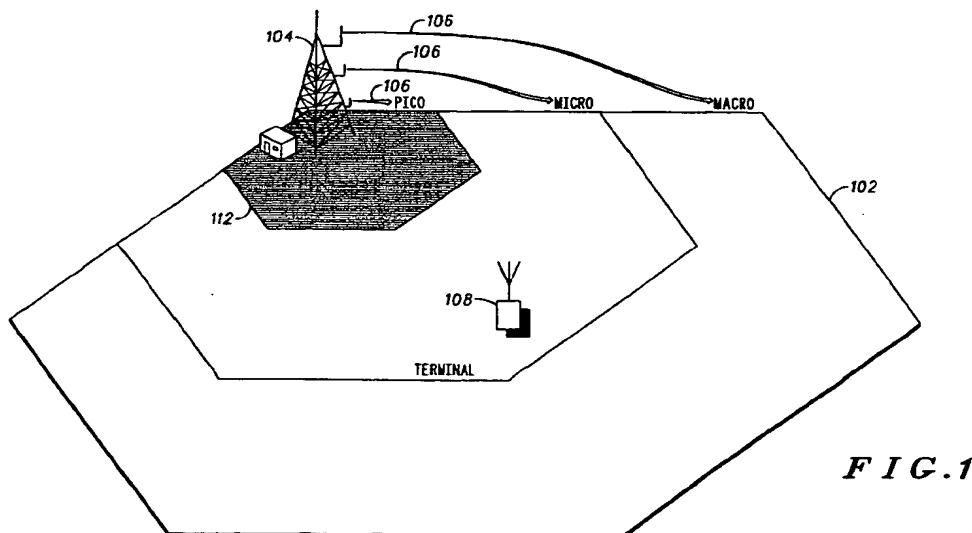 106
104
106
106
PICO
MICRO
MACRO
102
112
108
TERMINAL
FIG.1